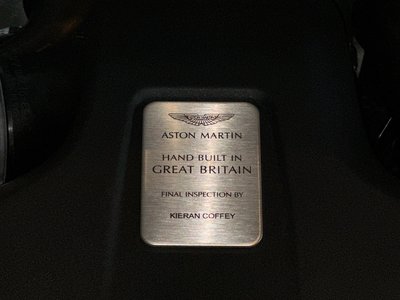 ASTON MARTIN
HAND BUILT IN
GREAT BRITAIN
FINAL INSPECTION BY
KIERAN COFFEY